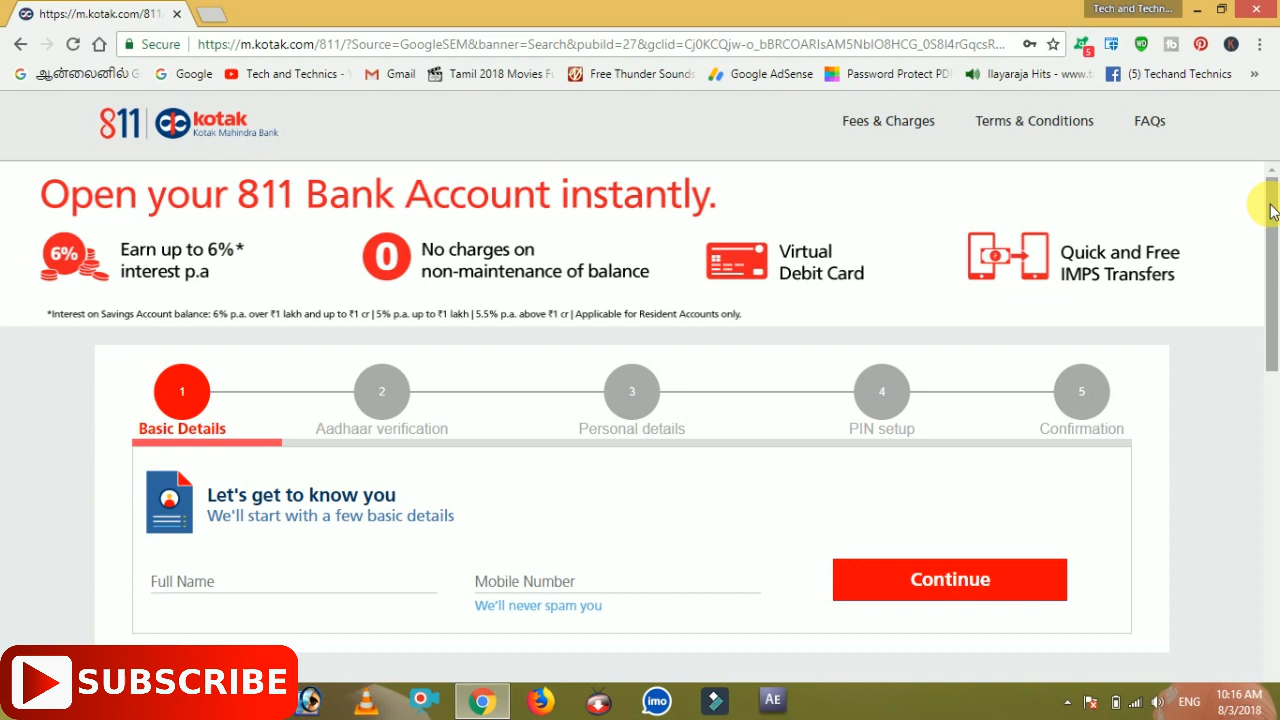 https://m.kotak.com/811/
Tech and Techn...
Secure
https://m.kotak.com/811/?Source=GooglhSEM&banner=Search&pubiId=27&gclid=Cj0KCQjw-o_bBRCOARIsAM5NbIO8HCG_0S8I4rGqcsR...
5
WD
K
ஆன்லைனில் G
Google
Tech and Technics -
Gmail
Tamil 2018 Movies Fu
Free Thunder Sounds
Google AdSense
Password Protect PD
Ilayaraja Hits - www.t
(5) Techand Technics
»
811
kotak
Kotak Mahindra Bank
Fees & Charges
Terms & Conditions
FAQs
Open your 811 Bank Account instantly.
6%
Earn up to 6%*
interest p.a
0
No charges on
non-maintenance of balance
Virtual
Debit Card
Quick and Free
IMPS Transfers
*Interest on Savings Account balance: 6% p.a. over ₹1 lakh and up to ₹1 cr | 5% p.a. up to ₹1 lakh | 5.5% p.a. above ₹1 cr | Applicable for Resident Accounts only.
1
2
3
4
5
Basic Details
Aadhaar verification
Personal details
PIN setup
Confirmation
Let's get to know you
We'll start with a few basic details
Full Name
Mobile Number
Continue
We'll never spam you
SUBSCRIBE
imo
AE
ENG
10:16 AM
8/3/2018